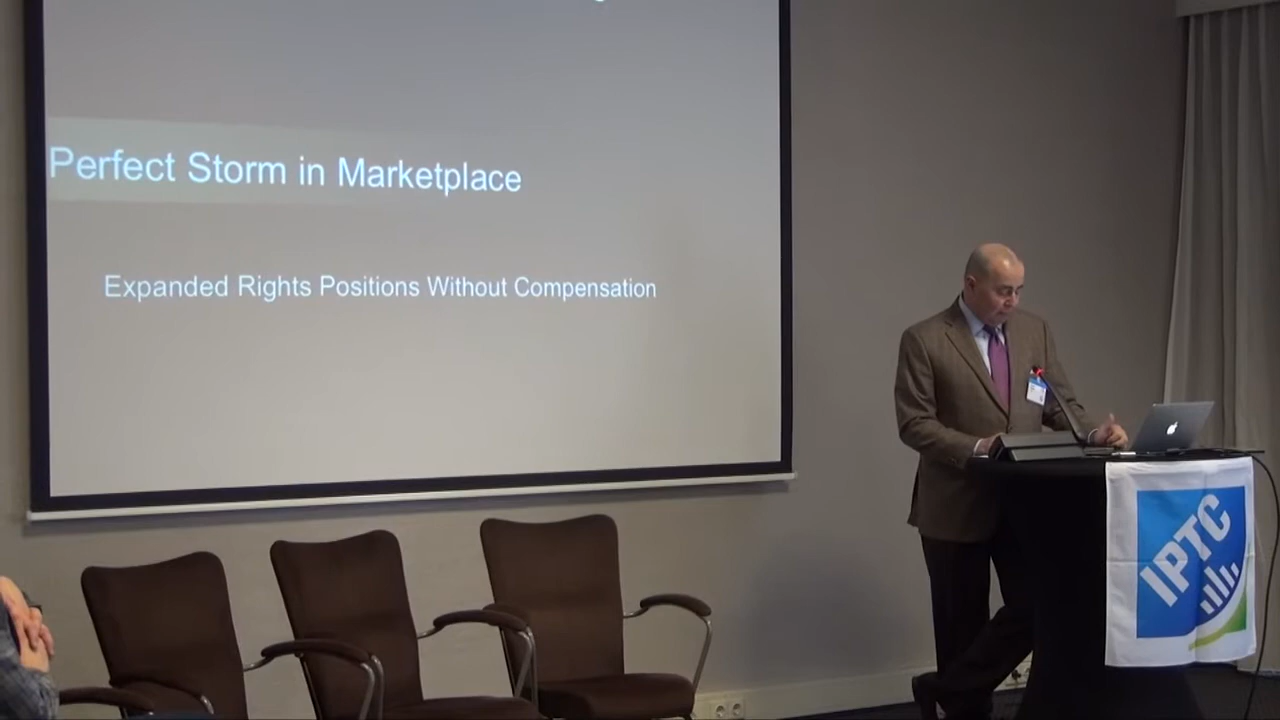 Perfect Storm in Marketplace
Expanded Rights Positions Without Compensation
IPTC